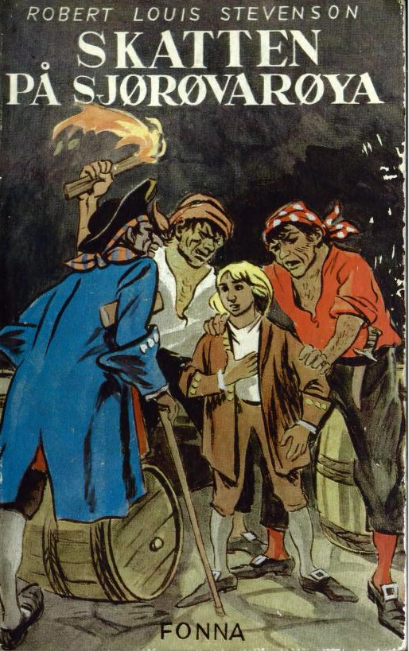 ROBERT LOUIS STEVENSON
SKATTEN
PÅ SJØRØVARØYA
FONNA